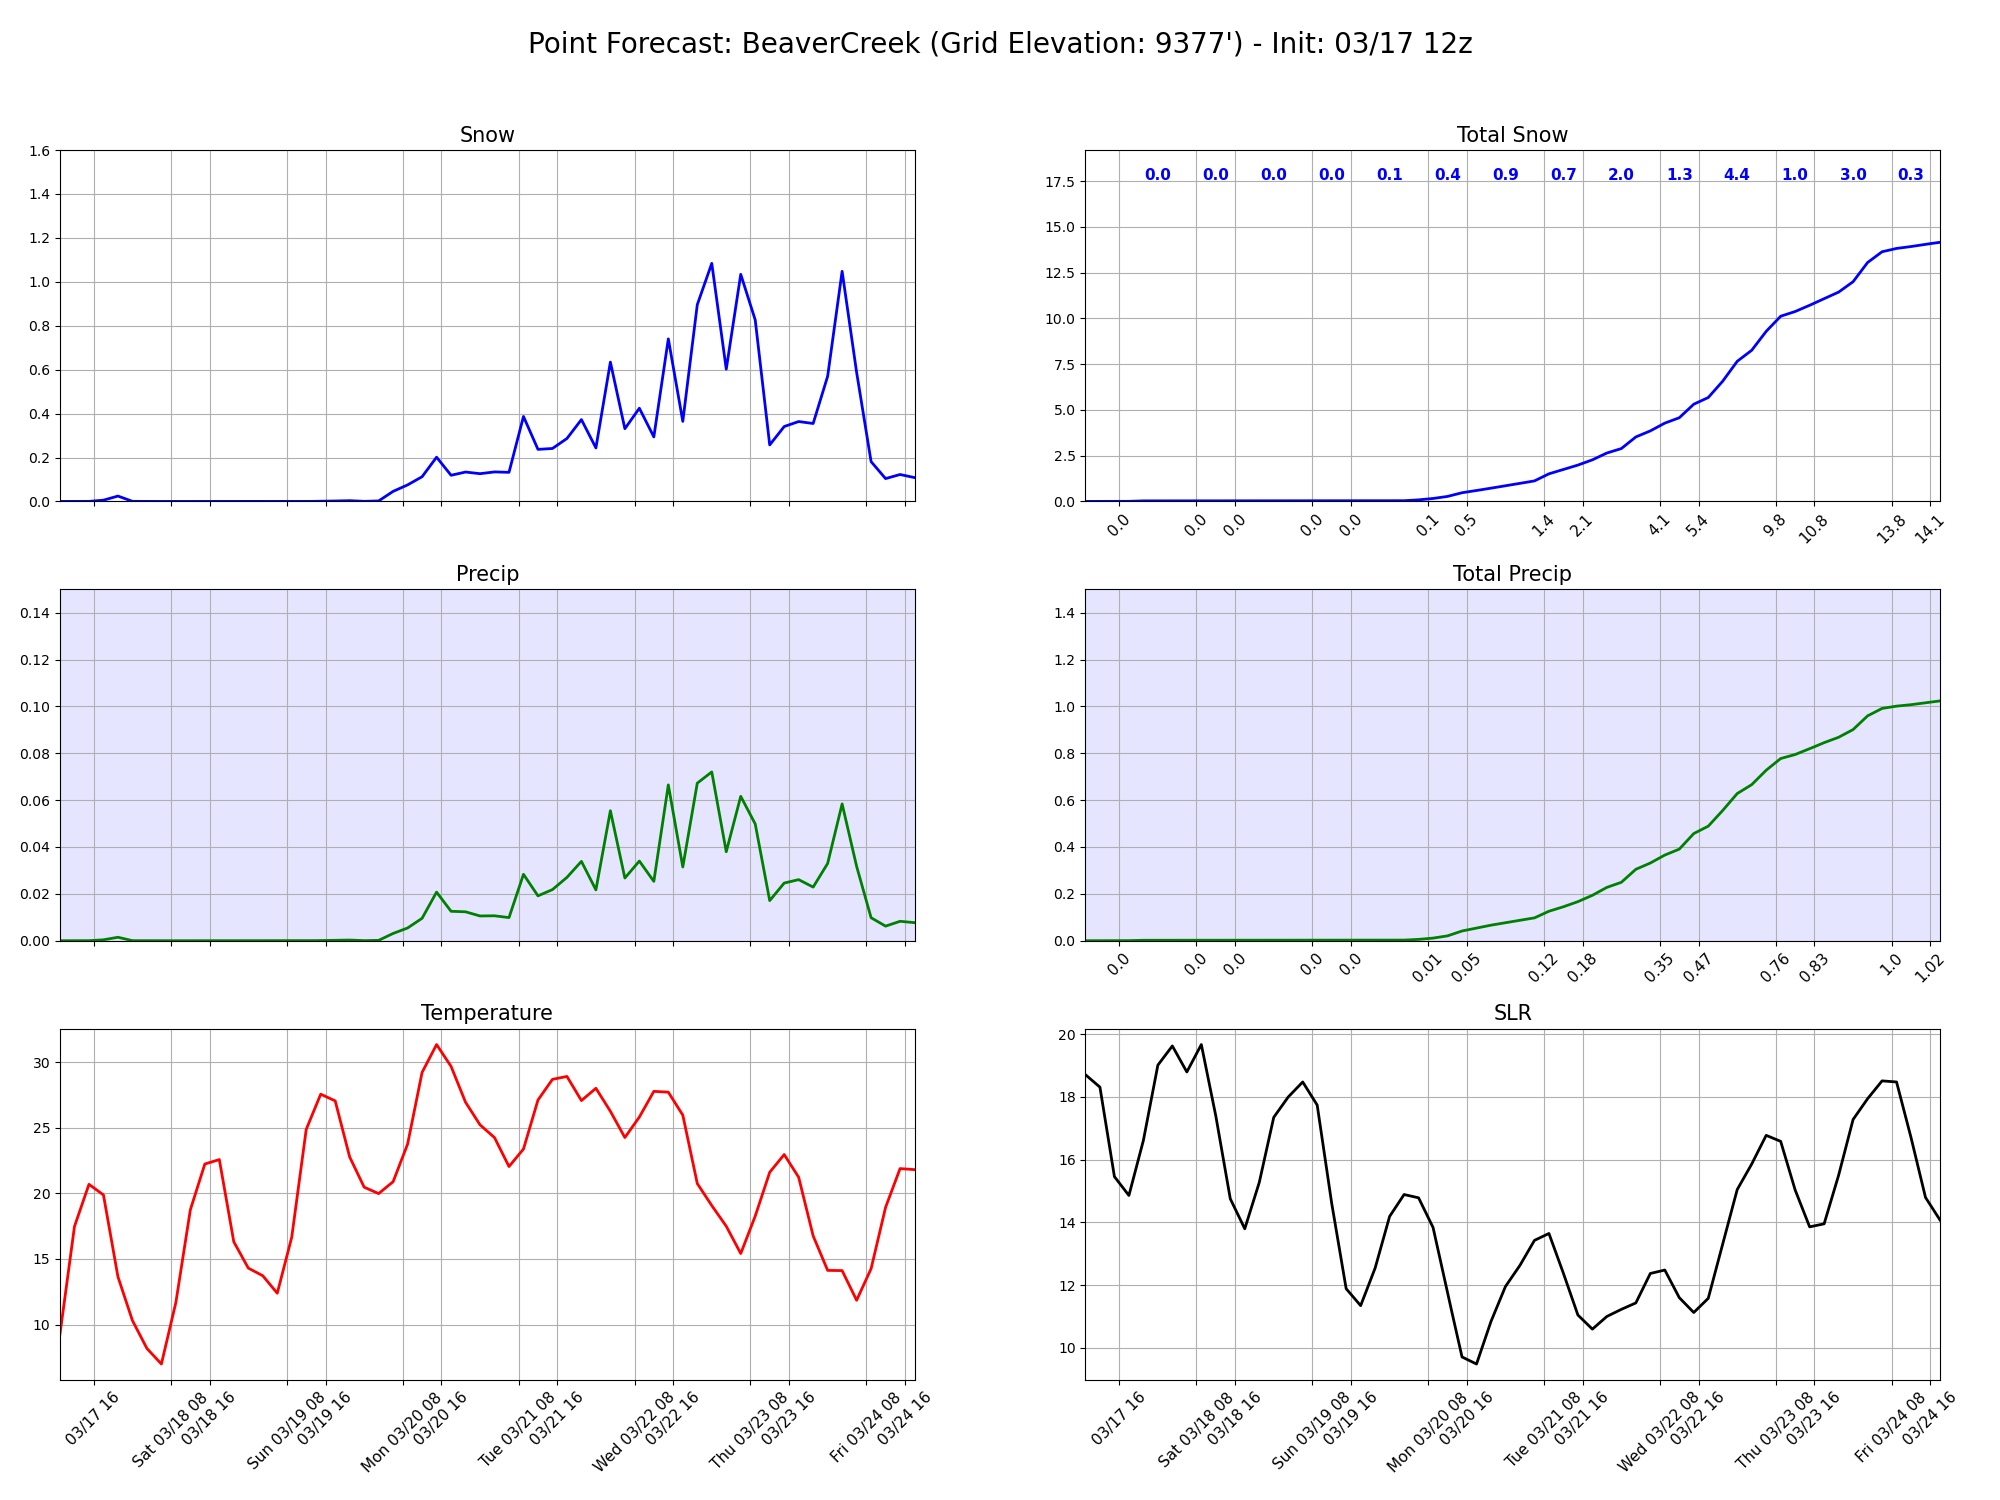 Point Forecast: BeaverCreek (Grid Elevation: 9377') - Init: 03/17 12z
Snow
1.6
1.4
1.2
1.0
0.8
0.6
0.4
0.2
0.0
Total Snow
0.0 0.0 0.0 0.0 0.1 0.4 0.9 0.7 2.0 1.3 4.4 1.0 3.0 0.3
17.5
15.0
12.5
10.0
7.5
5.0
2.5
0.0
0.0 0.0 0.0 0.0 0.0 0.1 0.5 1.4 2.1 4.1 5.4 9.8 10.8 13.8 14.1
Precip
0.14
0.12
0.10
0.08
0.06
0.04
0.02
0.00
Total Precip
1.4
1.2
1.0
0.8
0.6
0.4
0.2
0.0
0.0 0.0 0.0 0.0 0.0 0.01 0.05 0.12 0.18 0.35 0.47 0.76 0.83 1.0 1.02
Temperature
30
25
20
15
10
03/17 16
Sat 03/18 08
03/18 16
Sun 03/19 08
03/19 16
Mon 03/20 08
03/20 16
Tue 03/21 08
03/21 16
Wed 03/22 08
03/22 16
Thu 03/23 08
03/23 16
Fri 03/24 08
03/24 16
SLR
20
18
16
14
12
10
03/17 16
Sat 03/18 08
03/18 16
Sun 03/19 08
03/19 16
Mon 03/20 08
03/20 16
Tue 03/21 08
03/21 16
Wed 03/22 08
03/22 16
Thu 03/23 08
03/23 16
Fri 03/24 08
03/24 16